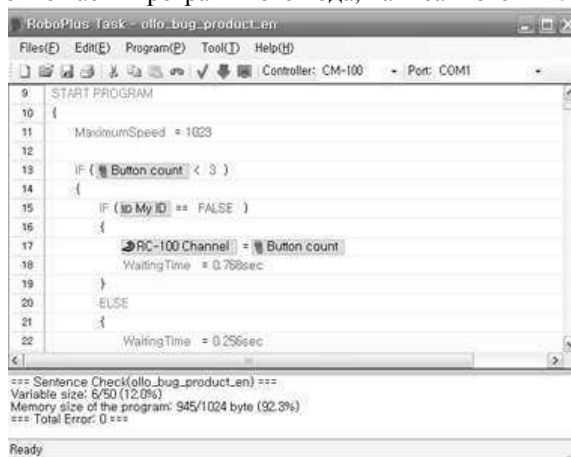 RoboPlus Task - ollo_bug_product_en
Files(F) Edit(E) Program(P) Tool(T) Help(H)
Controller: CM-100 Port: COM1
9 START PROGRAM
10 {
11 MaximumSpeed = 1023
12
13 IF ( Button count < 3 )
14 {
15 IF ( ID My ID == FALSE )
16 {
17 RC-100 Channel = Button count
18 WaitingTime = 0.768sec
19 }
20 ELSE
21 {
22 WaitingTime = 0.256sec
=== Sentence Check(ollo_bug_product_en) ===
Variable size: 6/50 (12.0%)
Memory size of the program: 945/1024 byte (92.3%)
=== Total Error: 0 ===
Ready